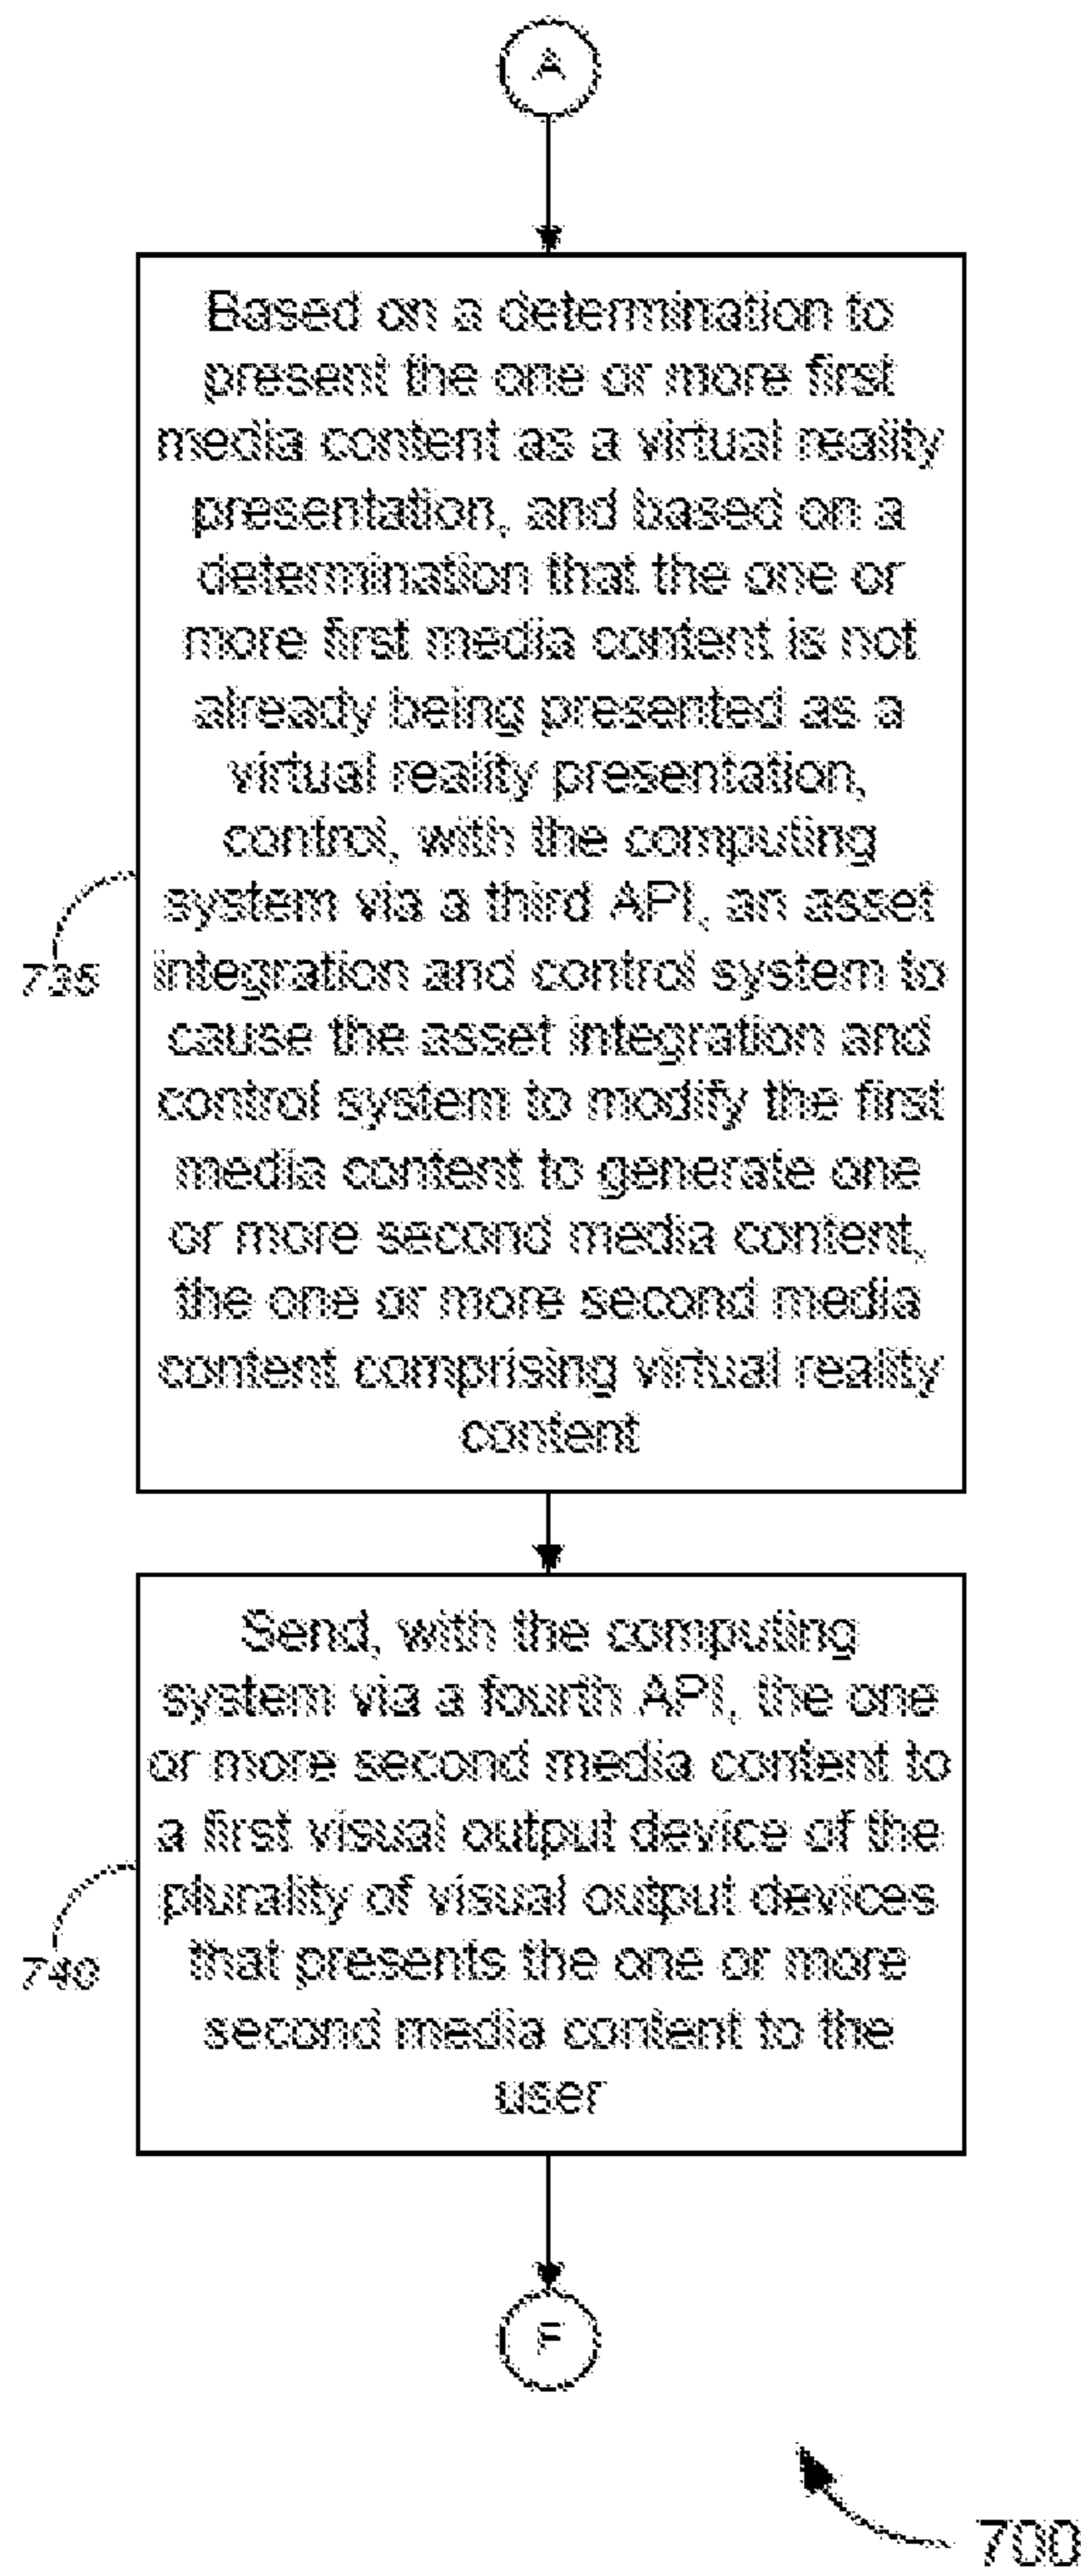 A
Based on a determination to
present the one or more first
media content as a virtual reality
presentation, and based on a
determination that the one or
more first media content is not
already being presented as a
virtual reality presentation,
control, with the computing
system via a third API, an asset
integration and control system to
cause the asset integration and
control system to modify the first
media content to generate one
or more second media content,
the one or more second media
content comprising virtual reality
content
735
Send, with the computing
system via a fourth API, the one
or more second media content to
a first visual output device of the
plurality of visual output devices
that presents the one or more
second media content to the
user
740
F
700